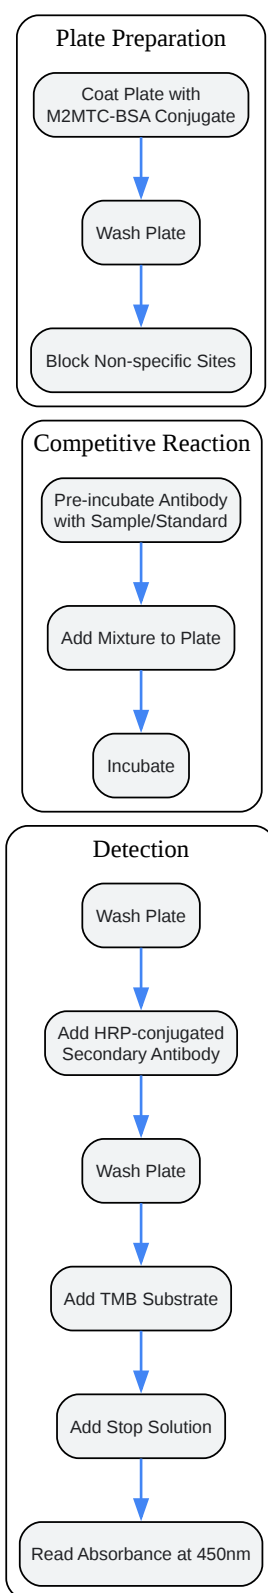 Plate Preparation
Coat Plate with
M2MTC-BSA Conjugate
Wash Plate
Block Non-specific Sites
Competitive Reaction
Pre-incubate Antibody
with Sample/Standard
Add Mixture to Plate
Incubate
Detection
Wash Plate
Add HRP-conjugated
Secondary Antibody
Wash Plate
Add TMB Substrate
Add Stop Solution
Read Absorbance at 450nm